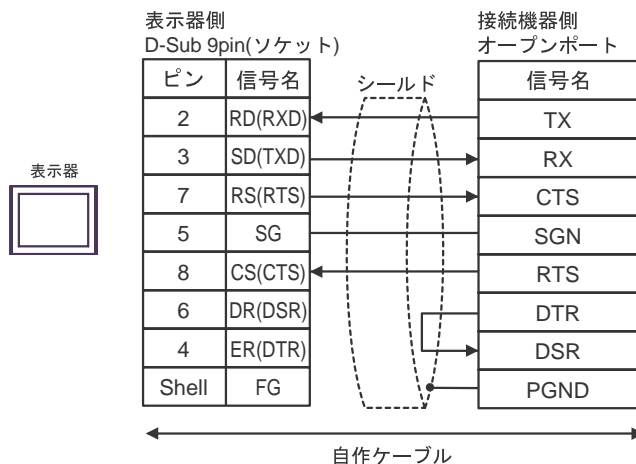 表示器側
D-Sub 9pin(ソケット)
接続機器側
オープンポート
ピン 信号名 シールド 信号名
2 RD(RXD) TX
3 SD(TXD) RX
表示器
7 RS(RTS) CTS
5 SG SGN
8 CS(CTS) RTS
6 DR(DSR) DTR
4 ER(DTR) DSR
Shell FG PGND
自作ケーブル